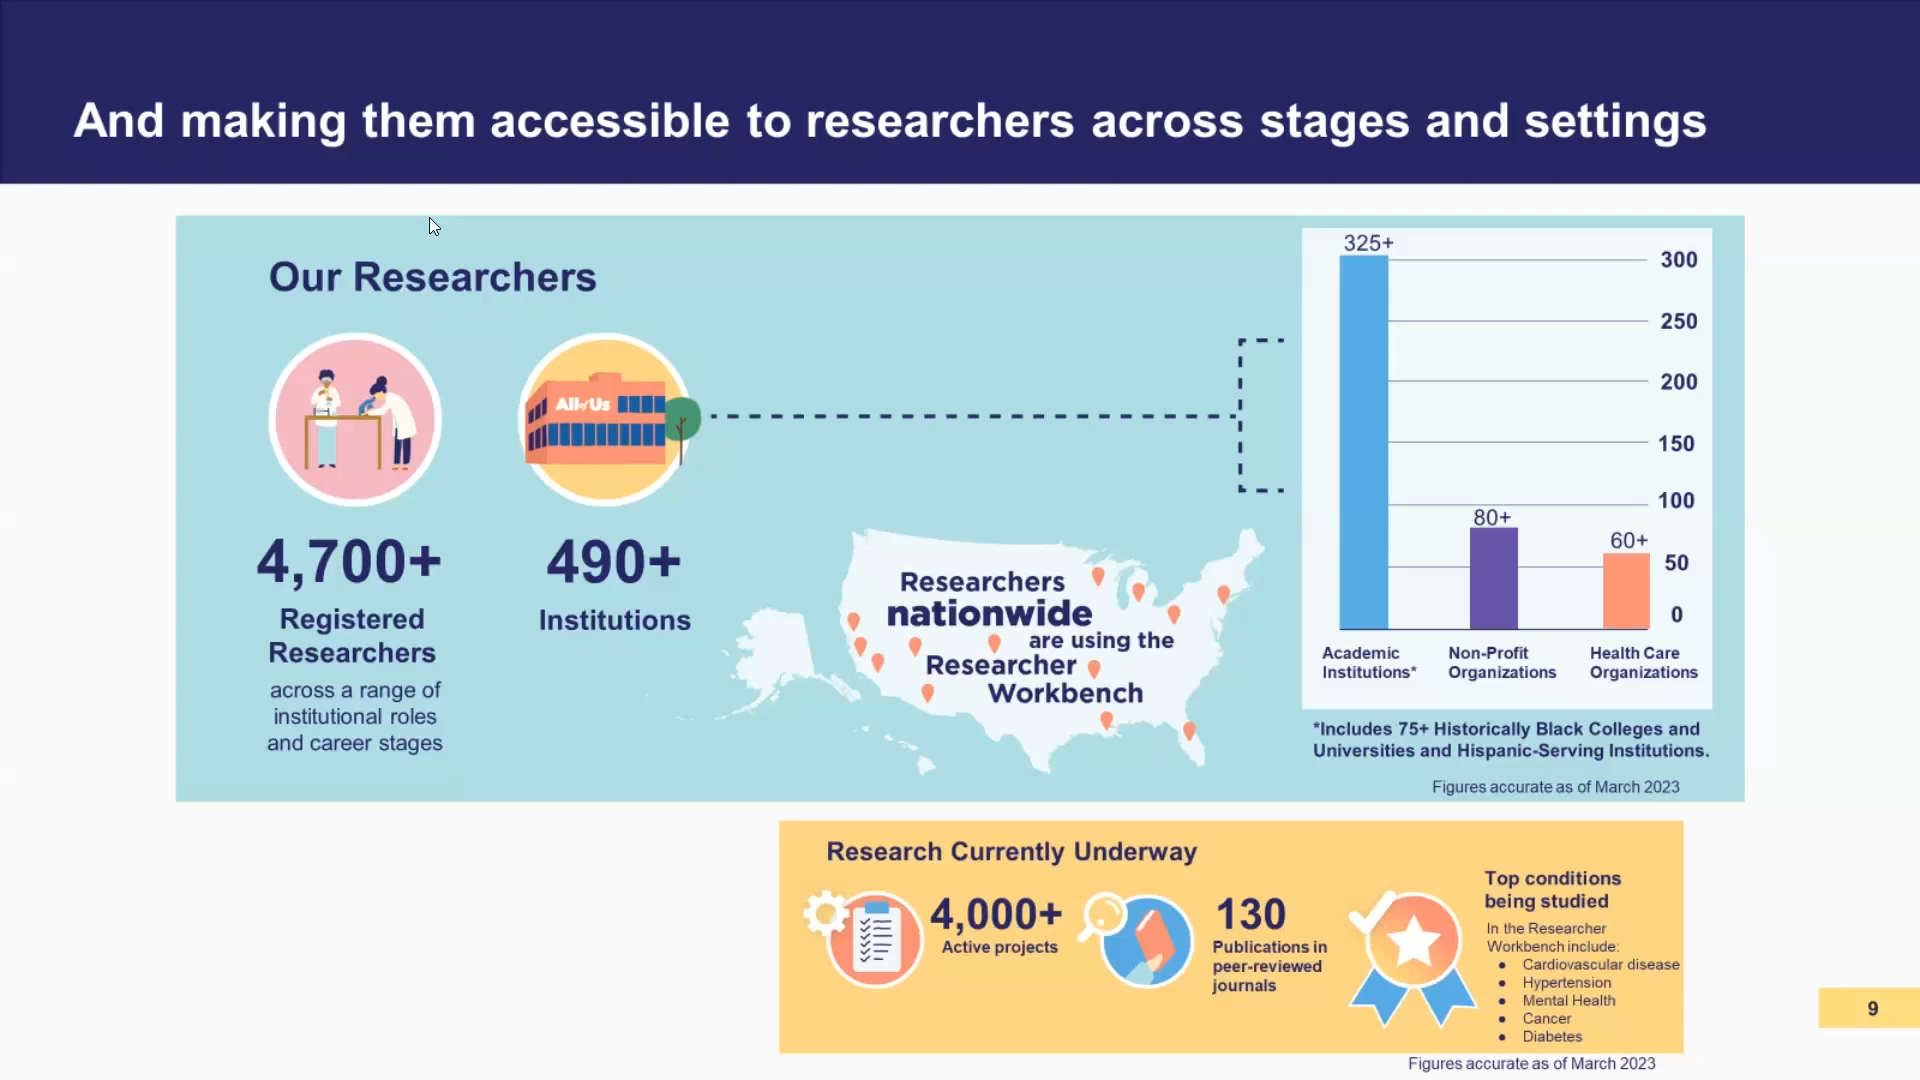 And making them accessible to researchers across stages and settings
Our Researchers
All of Us
4,700+
Registered
Researchers
across a range of
institutional roles
and career stages
490+
Institutions
Researchers
nationwide
are using the
Researcher
Workbench
325+
80+
60+
300
250
200
150
100
50
0
Academic
Institutions*
Non-Profit
Organizations
Health Care
Organizations
*Includes 75+ Historically Black Colleges and
Universities and Hispanic-Serving Institutions.
Figures accurate as of March 2023
Research Currently Underway
4,000+
Active projects
130
Publications in
peer-reviewed
journals
Top conditions
being studied
In the Researcher
Workbench include:
● Cardiovascular disease
● Hypertension
● Mental Health
● Cancer
● Diabetes
Figures accurate as of March 2023
9